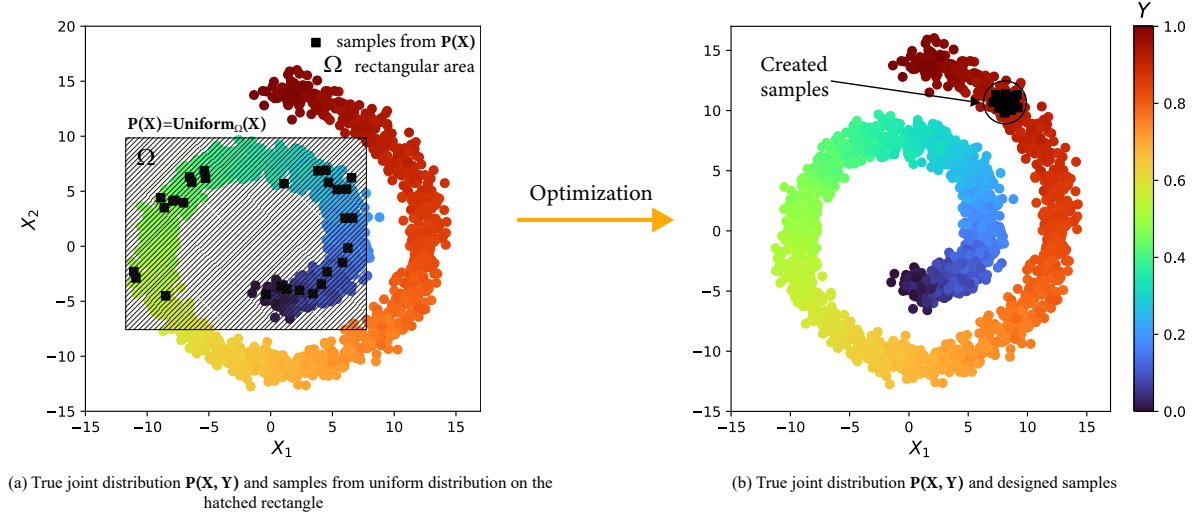 samples from P(X)
Ω rectangular area
P(X)=Uniform_Ω(X)
Ω
20
15
10
5
0
−5
−10
−15
X_2
−15 −10 −5 0 5 10 15
X_1
(a) True joint distribution P(X, Y) and samples from uniform distribution on the
hatched rectangle
Optimization
Created
samples
15
10
5
0
−5
−10
−15
−15 −10 −5 0 5 10 15
X_1
(b) True joint distribution P(X, Y) and designed samples
Y
1.0
0.8
0.6
0.4
0.2
0.0